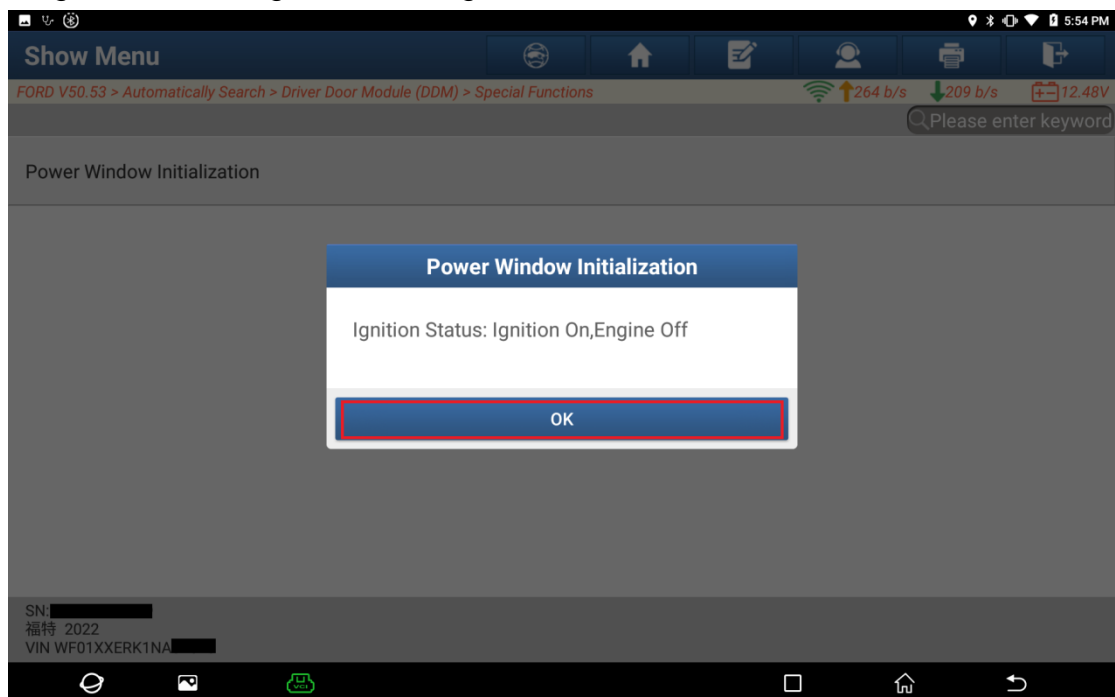 5:54 PM
Show Menu
FORD V50.53 > Automatically Search > Driver Door Module (DDM) > Special Functions
264 b/s 209 b/s 12.48V
Please enter keyword
Power Window Initialization
Power Window Initialization
Ignition Status: Ignition On,Engine Off
OK
SN:
福特 2022
VIN WF01XXERK1NA
VCI